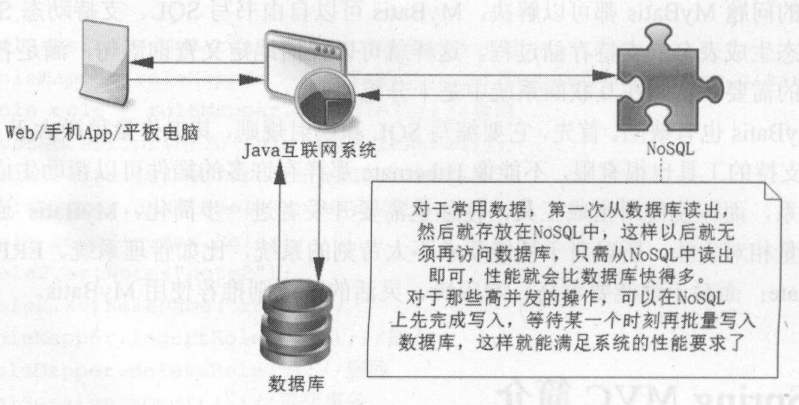 Web/手机App/平板电脑
Java互联网系统
NoSQL
对于常用数据，第一次从数据库读出，
然后就存放在NoSQL中，这样以后就无
须再访问数据库，只需从NoSQL中读出
即可，性能就会比数据库快得多。
对于那些高并发的操作，可以在NoSQL
上先完成写入，等待某一个时刻再批量写入
数据库，这样就能满足系统的性能要求了
数据库